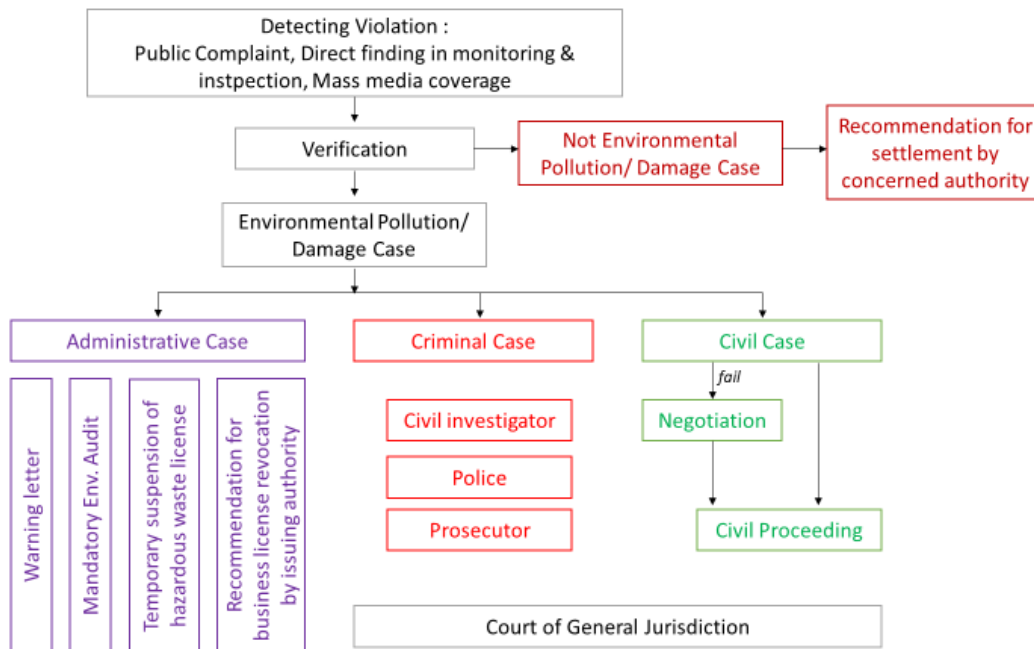 Detecting Violation :
Public Complaint, Direct finding in monitoring &
instpection, Mass media coverage
Verification
Not Environmental
Pollution/ Damage Case
Recommendation for
settlement by
concerned authority
Environmental Pollution/
Damage Case
Administrative Case
Criminal Case
Civil Case
fail
Warning letter
Mandatory Env. Audit
Temporary suspension of
hazardous waste license
Recommendation for
business license revocation
by issuing authority
Civil investigator
Police
Prosecutor
Negotiation
Civil Proceeding
Court of General Jurisdiction